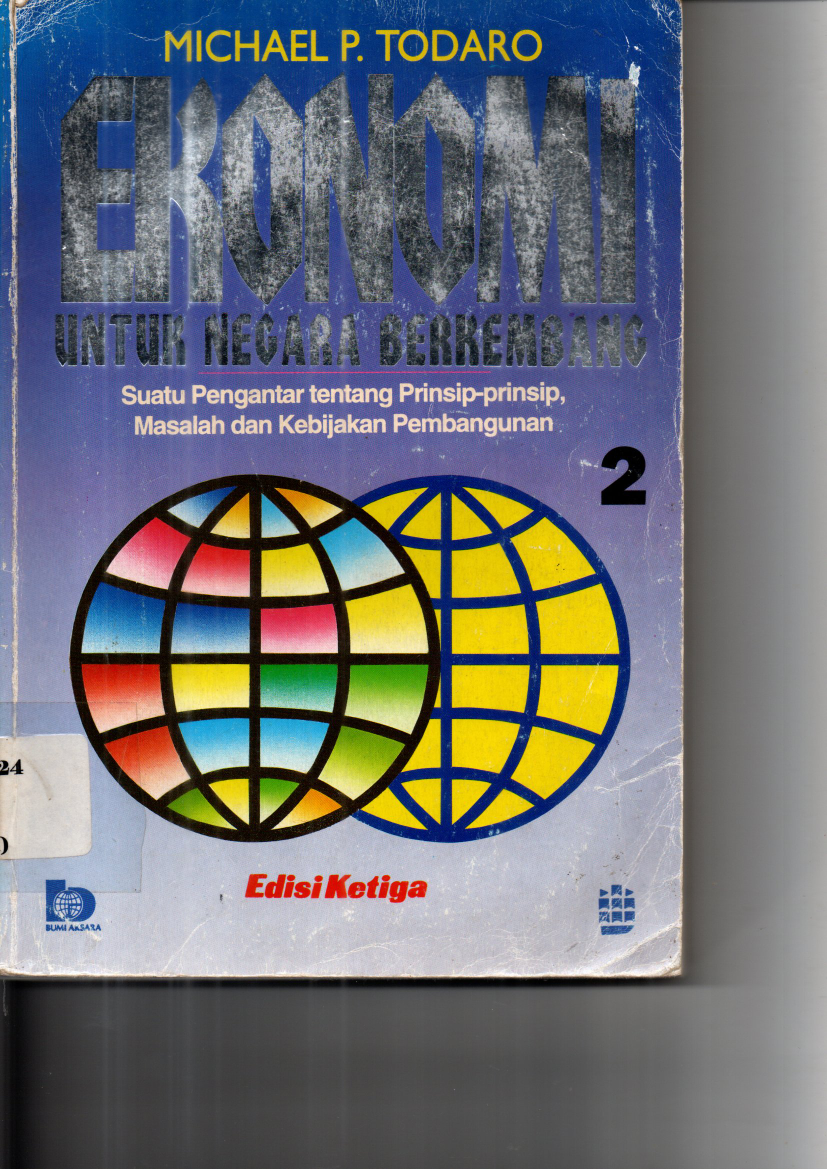 MICHAEL P. TODARO
EKONOMI
UNTUK NEGARA BERKEMBANG
Suatu Pengantar tentang Prinsip-prinsip,
Masalah dan Kebijakan Pembangunan
2
24
)
Edisi Ketiga
b
BUMI AKSARA